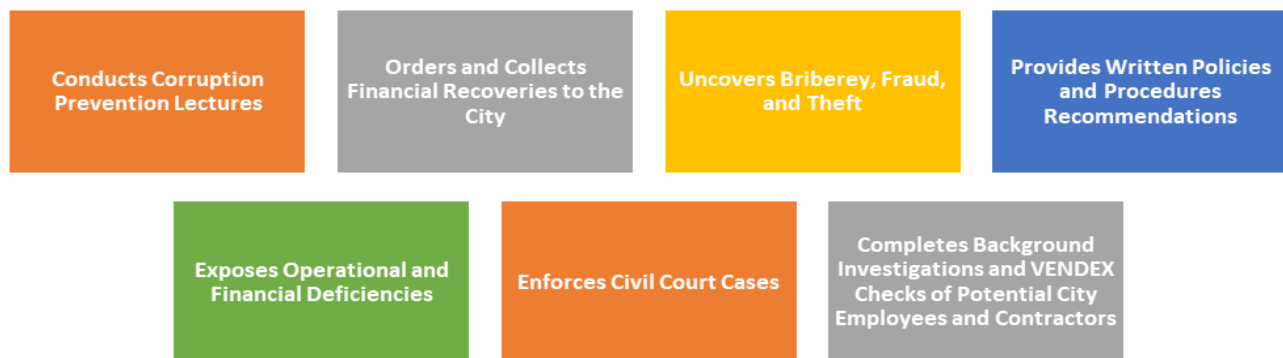 Conducts Corruption
Prevention Lectures
Orders and Collects
Financial Recoveries to the
City
Uncovers Briberey, Fraud,
and Theft
Provides Written Policies
and Procedures
Recommendations
Exposes Operational and
Financial Deficiencies
Enforces Civil Court Cases
Completes Background
Investigations and VENDEX
Checks of Potential City
Employees and Contractors